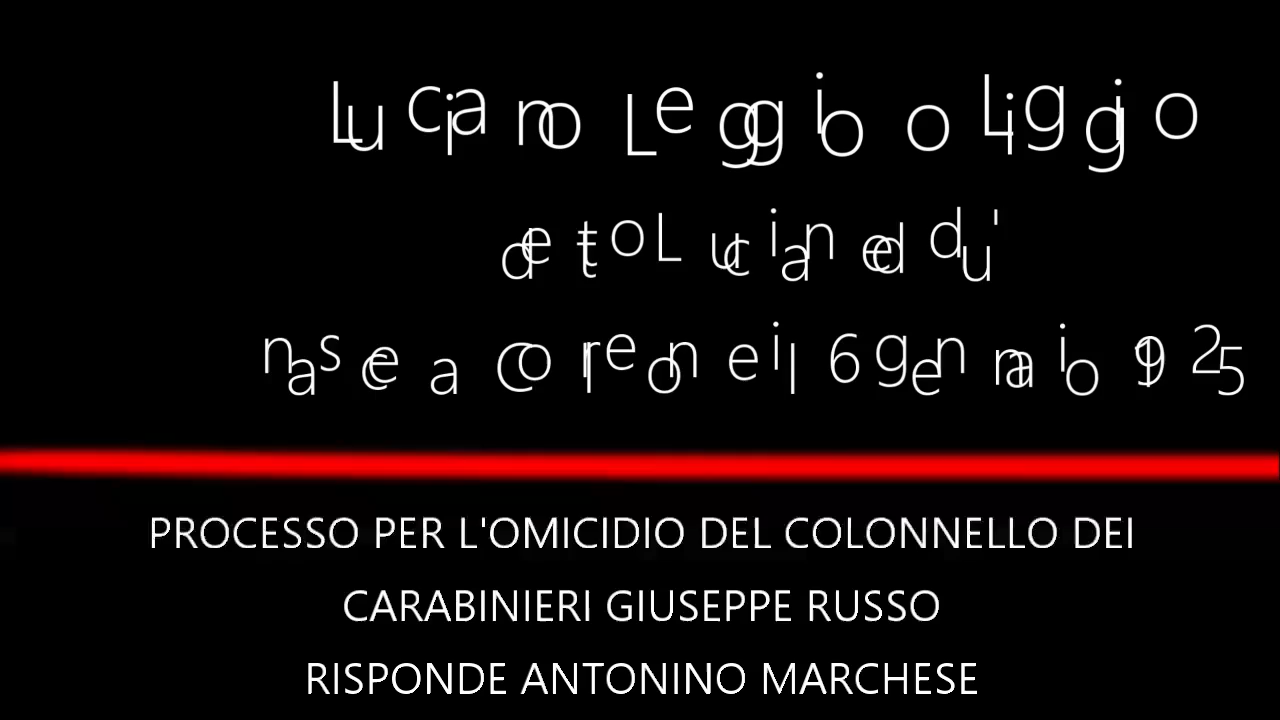 Luciano Leggio o Liggio
detto Lucianeddu'
nasce a Corleone il 6 gennaio 1925
PROCESSO PER L'OMICIDIO DEL COLONNELLO DEI
CARABINIERI GIUSEPPE RUSSO
RISPONDE ANTONINO MARCHESE